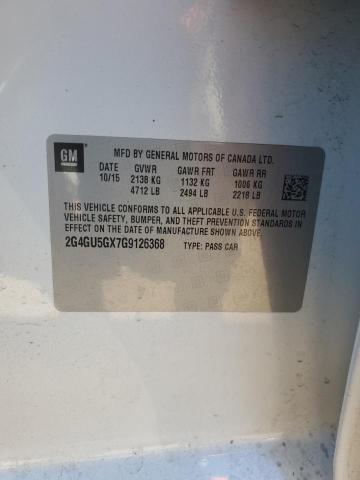 GM
MFD BY GENERAL MOTORS OF CANADA LTD.
DATE GVWR GAWR FRT GAWR RR
10/15 2138 KG 1132 KG 1006 KG
4712 LB 2494 LB 2218 LB
THIS VEHICLE CONFORMS TO ALL APPLICABLE U.S. FEDERAL MOTOR
VEHICLE SAFETY, BUMPER, AND THEFT PREVENTION STANDARDS IN
EFFECT ON THE DATE OF MANUFACTURE SHOWN ABOVE.
2G4GU5GX7G9126368 TYPE: PASS CAR